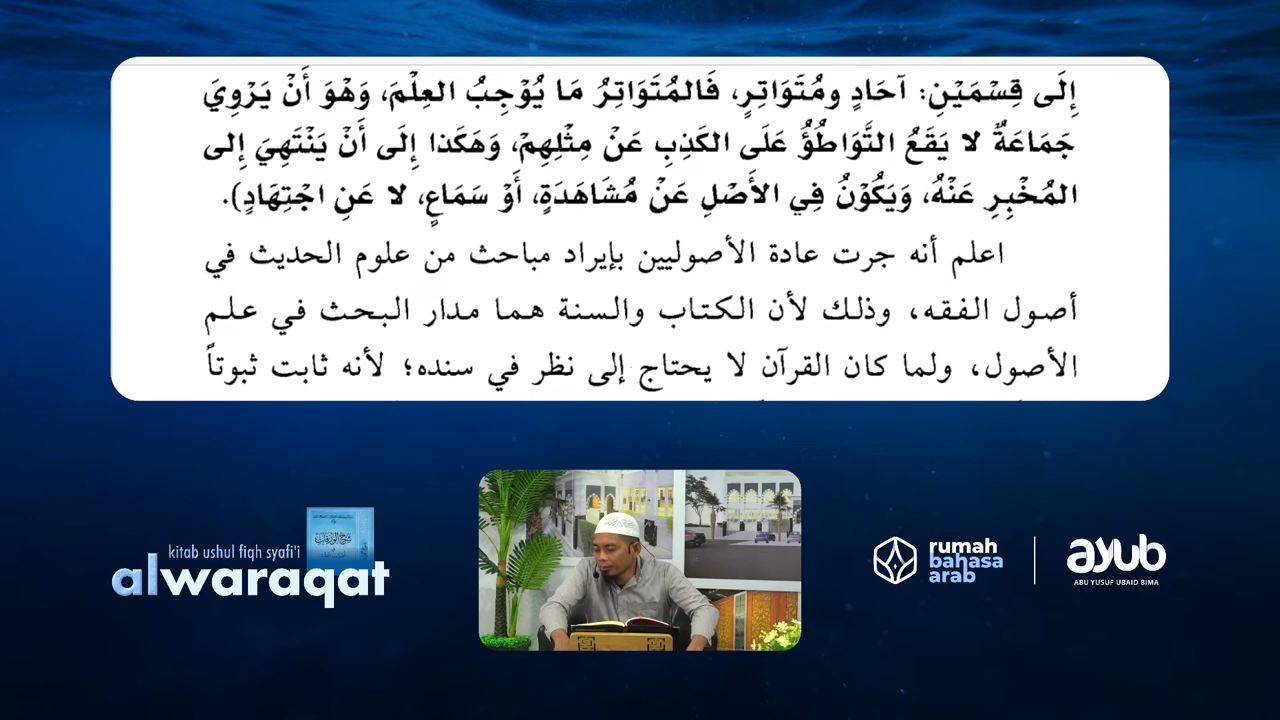 إِلَى قِسْمَيْنِ: آحَادٍ ومُتَوَاتِرٍ، فَالمُتَوَاتِرُ مَا يُوْجِبُ العِلْمَ، وَهْوَ أَنْ يَرْوِيَ
جَمَاعَةٌ لا يَقَعُ التَّوَاطُؤُ عَلَى الكَذِبِ عَنْ مِثْلِهِمْ، وَهَكَذا إِلَى أَنْ يَنْتَهِيَ إِلى
المُخْبِرِ عَنْهُ، وَيَكُوْنُ فِي الأَصْلِ عَنْ مُشَاهَدَةٍ، أَوْ سَمَاعٍ، لا عَنِ اجْتِهَادٍ).
اعلم أنه جرت عادة الأصوليين بإيراد مباحث من علوم الحديث في
أصول الفقه، وذلك لأن الكتاب والسنة هما مدار البحث في علم
الأصول، ولما كان القرآن لا يحتاج إلى نظر في سنده؛ لأنه ثابت ثبوتاً
kitab ushul fiqh syafi'i
alwaraqat
شرح الورقات
rumah
bahasa
arab
ayub
ABU YUSUF UBAID BIMA